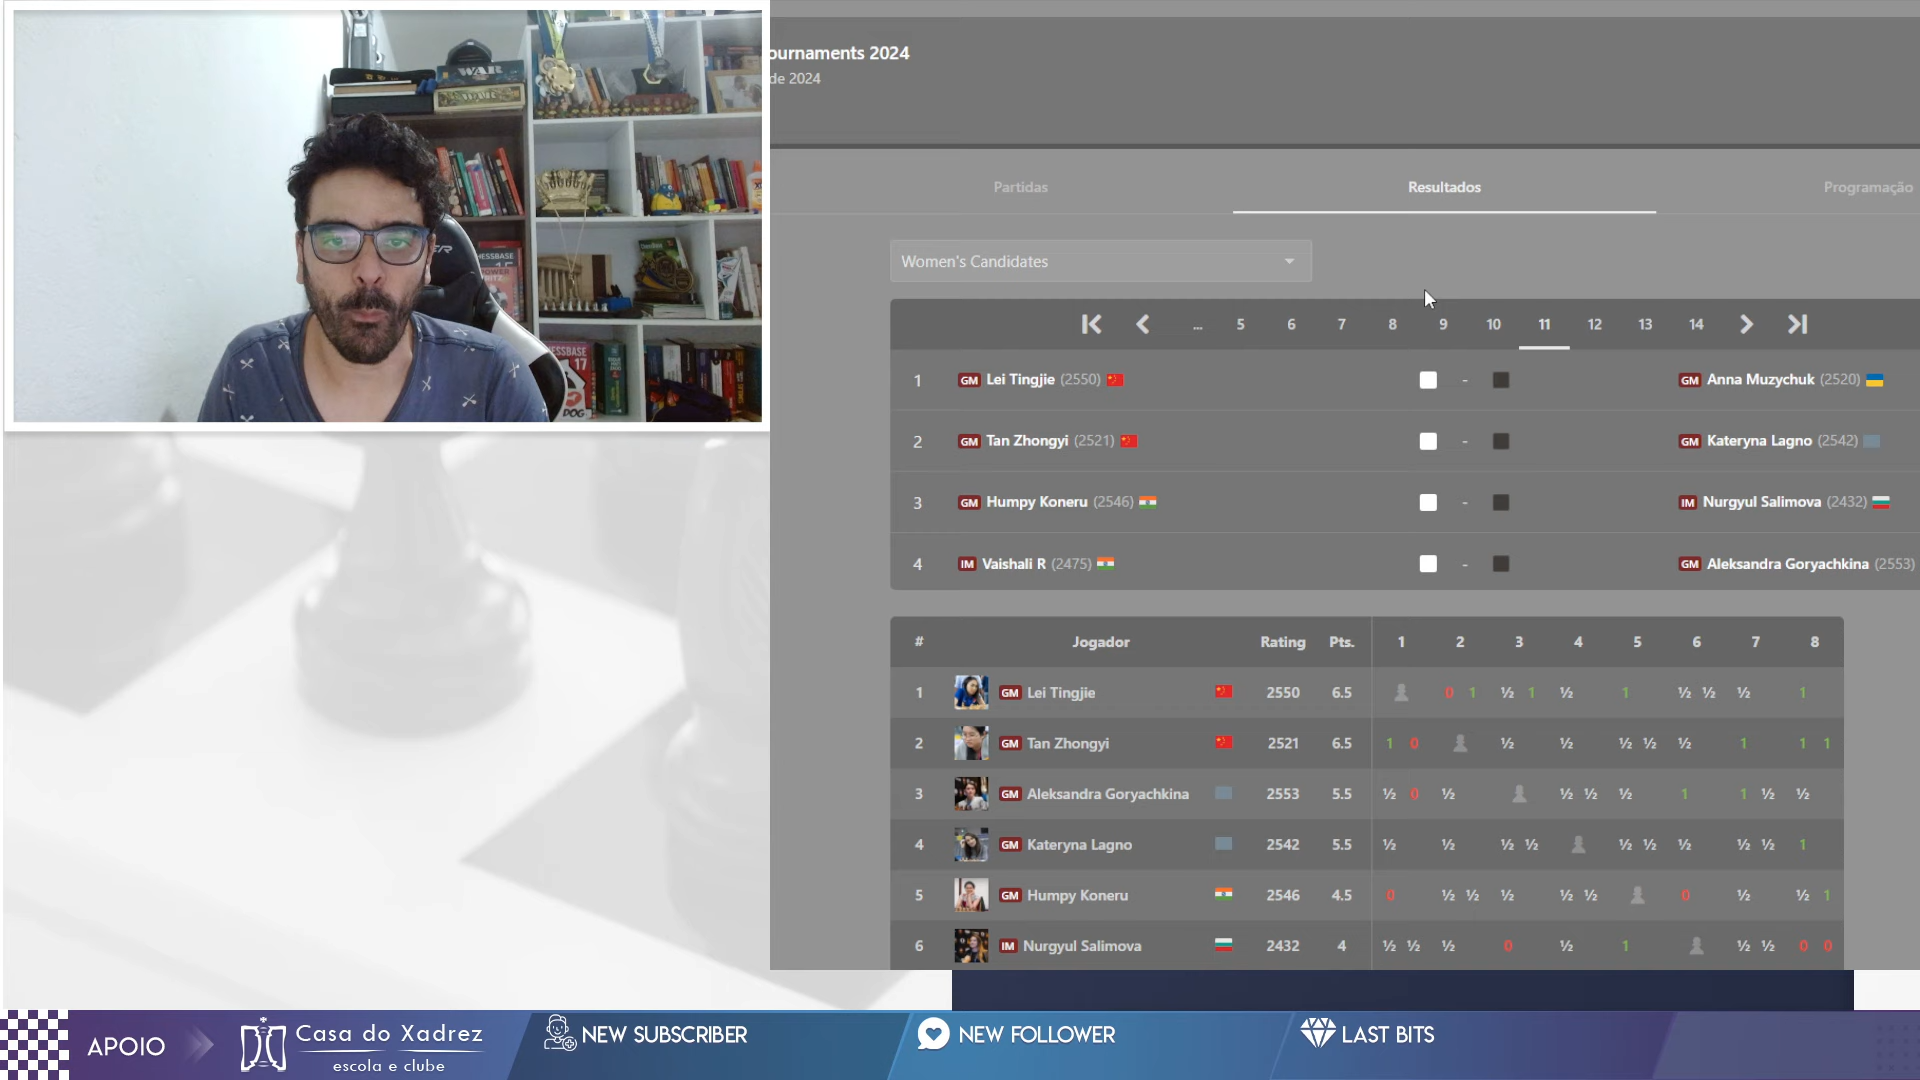 ournaments 2024
de 2024
Partidas
Resultados
Programação
Women's Candidates
... 5 6 7 8 9 10 11 12 13 14
1 GM Lei Tingjie (2550) - GM Anna Muzychuk (2520)
2 GM Tan Zhongyi (2521) - GM Kateryna Lagno (2542)
3 GM Humpy Koneru (2546) - IM Nurgyul Salimova (2432)
4 IM Vaishali R (2475) - GM Aleksandra Goryachkina (2553)
# Jogador Rating Pts. 1 2 3 4 5 6 7 8
1 GM Lei Tingjie 2550 6.5 0 1 ½ 1 ½ 1 ½ ½ ½ 1
2 GM Tan Zhongyi 2521 6.5 1 0 ½ ½ ½ ½ ½ 1 1 1
3 GM Aleksandra Goryachkina 2553 5.5 ½ 0 ½ ½ ½ ½ 1 1 ½ ½
4 GM Kateryna Lagno 2542 5.5 ½ ½ ½ ½ ½ ½ ½ ½ ½ 1
5 GM Humpy Koneru 2546 4.5 0 ½ ½ ½ ½ ½ 0 ½ ½ 1
6 IM Nurgyul Salimova 2432 4 ½ ½ ½ 0 ½ 1 ½ ½ 0 0
WAR
WAR
CHESSBASE
POWER
17
DOG
APOIO
Casa do Xadrez
escola e clube
NEW SUBSCRIBER
NEW FOLLOWER
LAST BITS